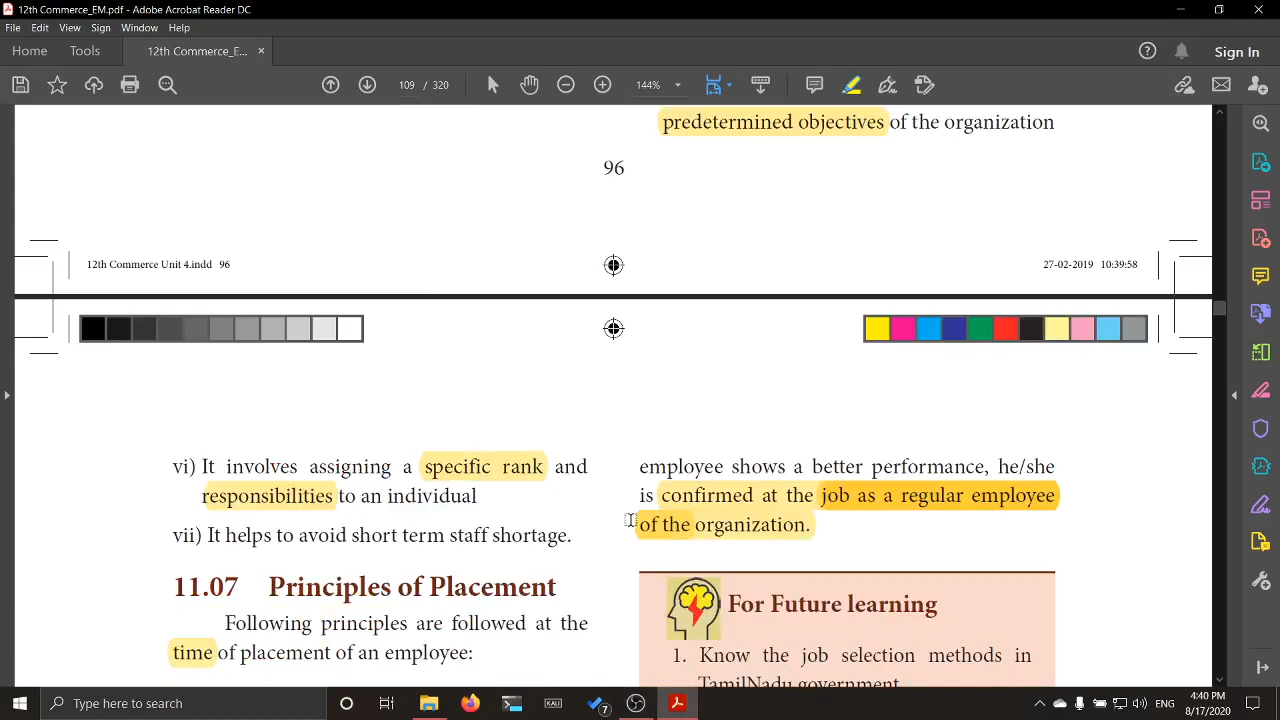 12th Commerce_EM.pdf - Adobe Acrobat Reader DC
File Edit View Sign Window Help
Home Tools 12th Commerce_E... × Sign In
109 / 320 144%
predetermined objectives of the organization
96
12th Commerce Unit 4.indd 96 27-02-2019 10:39:58
vi) It involves assigning a specific rank and
responsibilities to an individual
vii) It helps to avoid short term staff shortage.
11.07 Principles of Placement
Following principles are followed at the
time of placement of an employee:
employee shows a better performance, he/she
is confirmed at the job as a regular employee
of the organization.
For Future learning
1. Know the job selection methods in
TamilNadu government
Type here to search
KALI
7
ENG
4:40 PM
8/17/2020